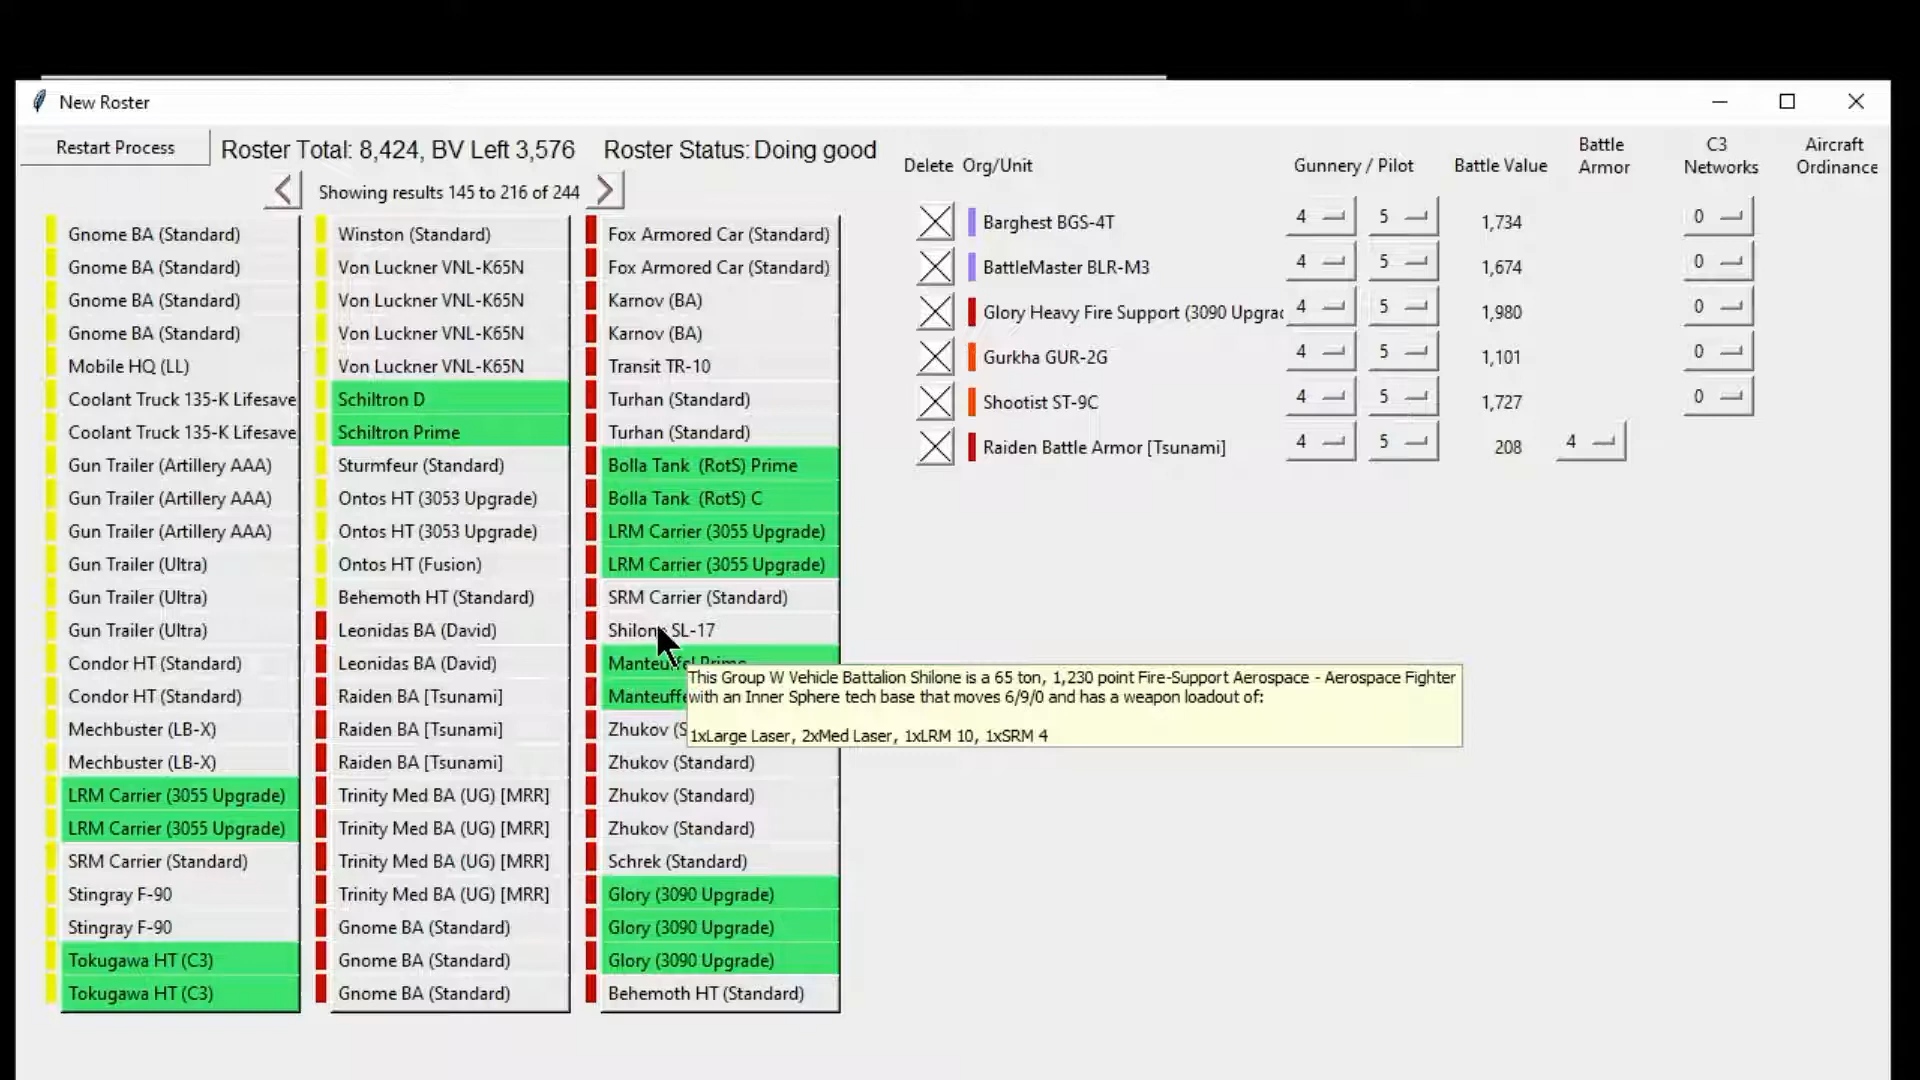 New Roster
Restart Process
Roster Total: 8,424, BV Left 3,576
Roster Status: Doing good
Showing results 145 to 216 of 244
Gnome BA (Standard)
Gnome BA (Standard)
Gnome BA (Standard)
Gnome BA (Standard)
Mobile HQ (LL)
Coolant Truck 135-K Lifesave
Coolant Truck 135-K Lifesave
Gun Trailer (Artillery AAA)
Gun Trailer (Artillery AAA)
Gun Trailer (Artillery AAA)
Gun Trailer (Ultra)
Gun Trailer (Ultra)
Gun Trailer (Ultra)
Condor HT (Standard)
Condor HT (Standard)
Mechbuster (LB-X)
Mechbuster (LB-X)
LRM Carrier (3055 Upgrade)
LRM Carrier (3055 Upgrade)
SRM Carrier (Standard)
Stingray F-90
Stingray F-90
Tokugawa HT (C3)
Tokugawa HT (C3)
Winston (Standard)
Von Luckner VNL-K65N
Von Luckner VNL-K65N
Von Luckner VNL-K65N
Von Luckner VNL-K65N
Schiltron D
Schiltron Prime
Sturmfeur (Standard)
Ontos HT (3053 Upgrade)
Ontos HT (3053 Upgrade)
Ontos HT (Fusion)
Behemoth HT (Standard)
Leonidas BA (David)
Leonidas BA (David)
Raiden BA [Tsunami]
Raiden BA [Tsunami]
Raiden BA [Tsunami]
Trinity Med BA (UG) [MRR]
Trinity Med BA (UG) [MRR]
Trinity Med BA (UG) [MRR]
Trinity Med BA (UG) [MRR]
Gnome BA (Standard)
Gnome BA (Standard)
Gnome BA (Standard)
Fox Armored Car (Standard)
Fox Armored Car (Standard)
Karnov (BA)
Karnov (BA)
Transit TR-10
Turhan (Standard)
Turhan (Standard)
Bolla Tank (RotS) Prime
Bolla Tank (RotS) C
LRM Carrier (3055 Upgrade)
LRM Carrier (3055 Upgrade)
SRM Carrier (Standard)
Shilone SL-17
Manteuffel Prime
Manteuffe
Zhukov (S
Zhukov (Standard)
Zhukov (Standard)
Zhukov (Standard)
Schrek (Standard)
Glory (3090 Upgrade)
Glory (3090 Upgrade)
Glory (3090 Upgrade)
Behemoth HT (Standard)
This Group W Vehicle Battalion Shilone is a 65 ton, 1,230 point Fire-Support Aerospace - Aerospace Fighter
with an Inner Sphere tech base that moves 6/9/0 and has a weapon loadout of:
1xLarge Laser, 2xMed Laser, 1xLRM 10, 1xSRM 4
Delete Org/Unit Gunnery / Pilot Battle Value Battle Armor C3 Networks Aircraft Ordinance
Barghest BGS-4T 4 5 1,734 0
BattleMaster BLR-M3 4 5 1,674 0
Glory Heavy Fire Support (3090 Upgrad 4 5 1,980 0
Gurkha GUR-2G 4 5 1,101 0
Shootist ST-9C 4 5 1,727 0
Raiden Battle Armor [Tsunami] 4 5 208 4